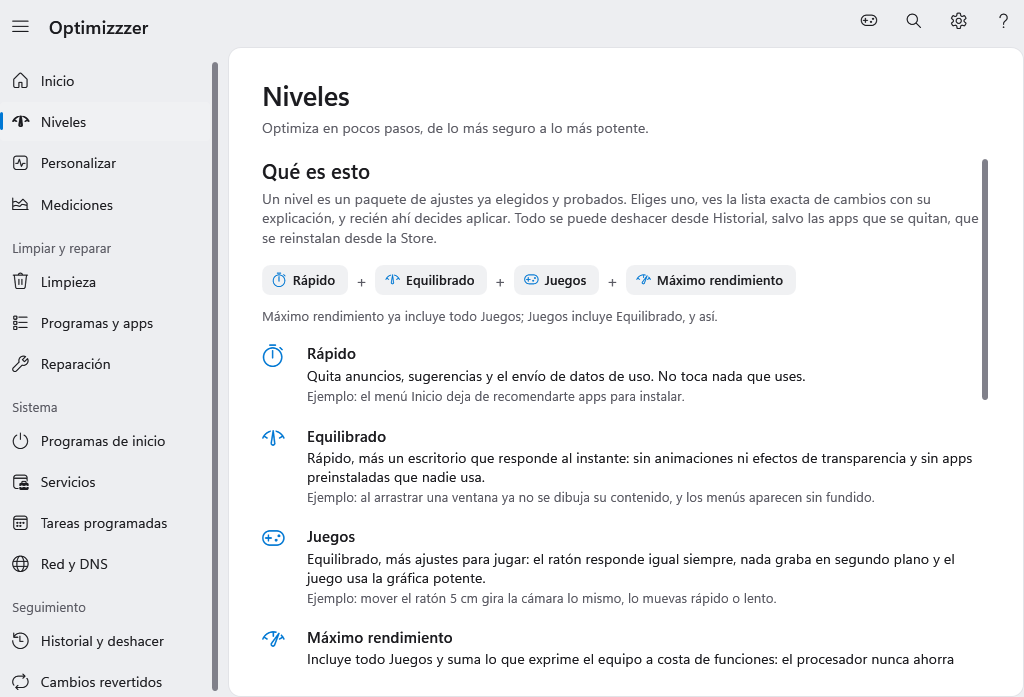 Optimizzzer
Inicio
Niveles
Personalizar
Mediciones
Limpiar y reparar
Limpieza
Programas y apps
Reparación
Sistema
Programas de inicio
Servicios
Tareas programadas
Red y DNS
Seguimiento
Historial y deshacer
Cambios revertidos
Niveles
Optimiza en pocos pasos, de lo más seguro a lo más potente.
Qué es esto
Un nivel es un paquete de ajustes ya elegidos y probados. Eliges uno, ves la lista exacta de cambios con su
explicación, y recién ahí decides aplicar. Todo se puede deshacer desde Historial, salvo las apps que se quitan, que
se reinstalan desde la Store.
Rápido + Equilibrado + Juegos + Máximo rendimiento
Máximo rendimiento ya incluye todo Juegos; Juegos incluye Equilibrado, y así.
Rápido
Quita anuncios, sugerencias y el envío de datos de uso. No toca nada que uses.
Ejemplo: el menú Inicio deja de recomendarte apps para instalar.
Equilibrado
Rápido, más un escritorio que responde al instante: sin animaciones ni efectos de transparencia y sin apps
preinstaladas que nadie usa.
Ejemplo: al arrastrar una ventana ya no se dibuja su contenido, y los menús aparecen sin fundido.
Juegos
Equilibrado, más ajustes para jugar: el ratón responde igual siempre, nada graba en segundo plano y el
juego usa la gráfica potente.
Ejemplo: mover el ratón 5 cm gira la cámara lo mismo, lo muevas rápido o lento.
Máximo rendimiento
Incluye todo Juegos y suma lo que exprime el equipo a costa de funciones: el procesador nunca ahorra